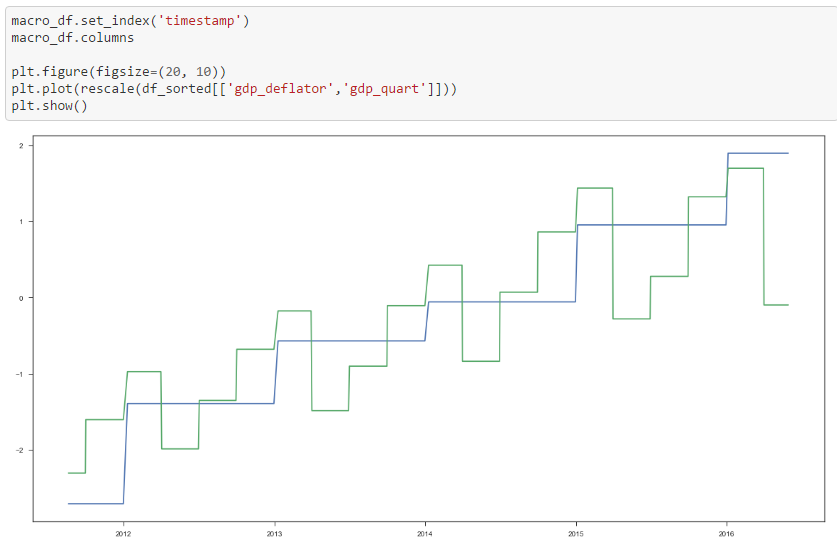 macro_df.set_index('timestamp')
macro_df.columns
plt.figure(figsize=(20, 10))
plt.plot(rescale(df_sorted[['gdp_deflator','gdp_quart']]))
plt.show()
2
1
0
-1
-2
2012 2013 2014 2015 2016